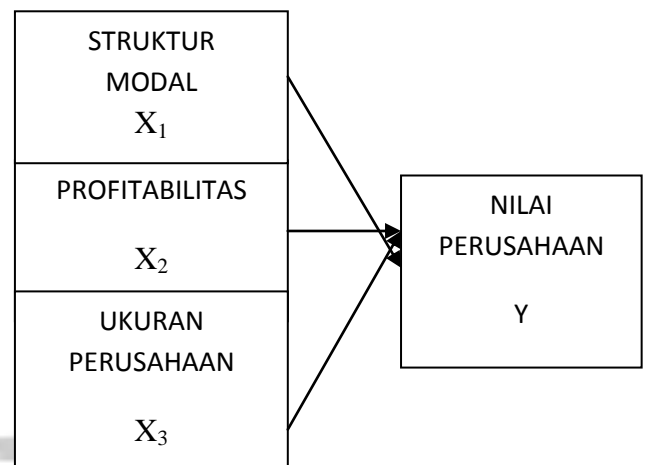 STRUKTUR
MODAL
X₁
PROFITABILITAS
X₂
UKURAN
PERUSAHAAN
X₃
NILAI
PERUSAHAAN
Y